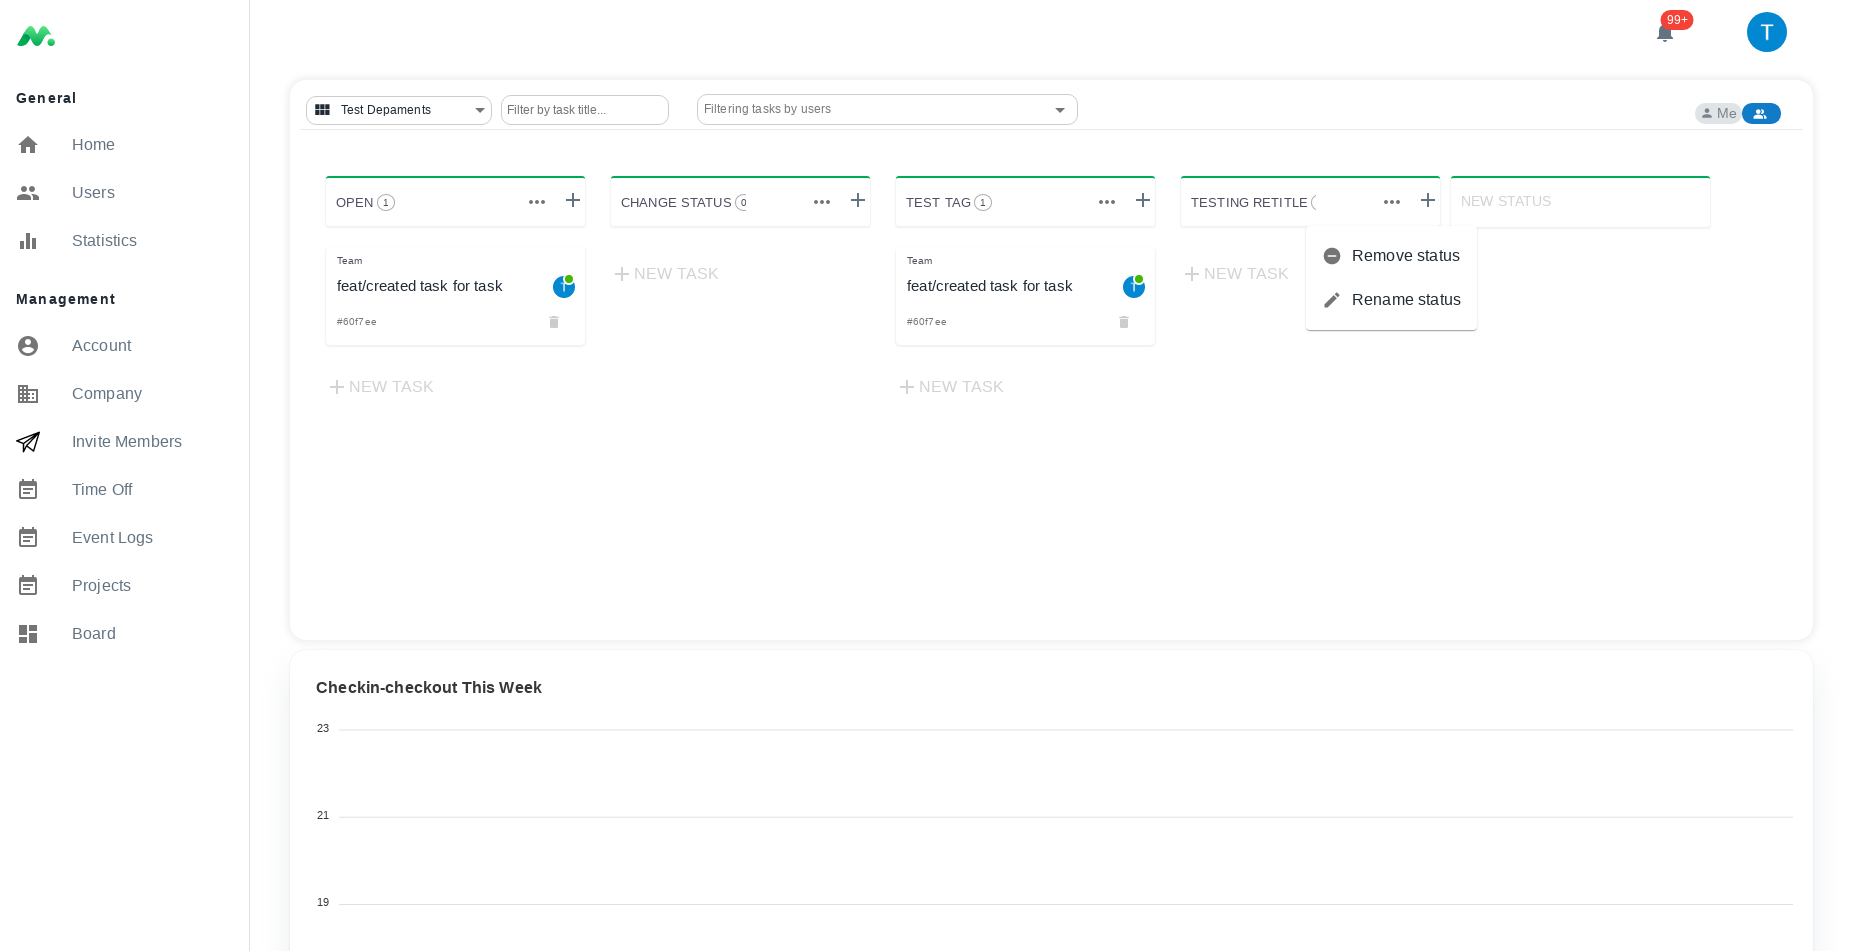 99+
T
General
Home
Users
Statistics
Management
Account
Company
Invite Members
Time Off
Event Logs
Projects
Board
Test Depaments
Filter by task title...
Filtering tasks by users
Me
OPEN 1
CHANGE STATUS 0
TEST TAG 1
TESTING RETITLE
NEW STATUS
Team
feat/created task for task
T
#60f7ee
NEW TASK
NEW TASK
Team
feat/created task for task
T
#60f7ee
NEW TASK
NEW TASK
Remove status
Rename status
Checkin-checkout This Week
23
21
19